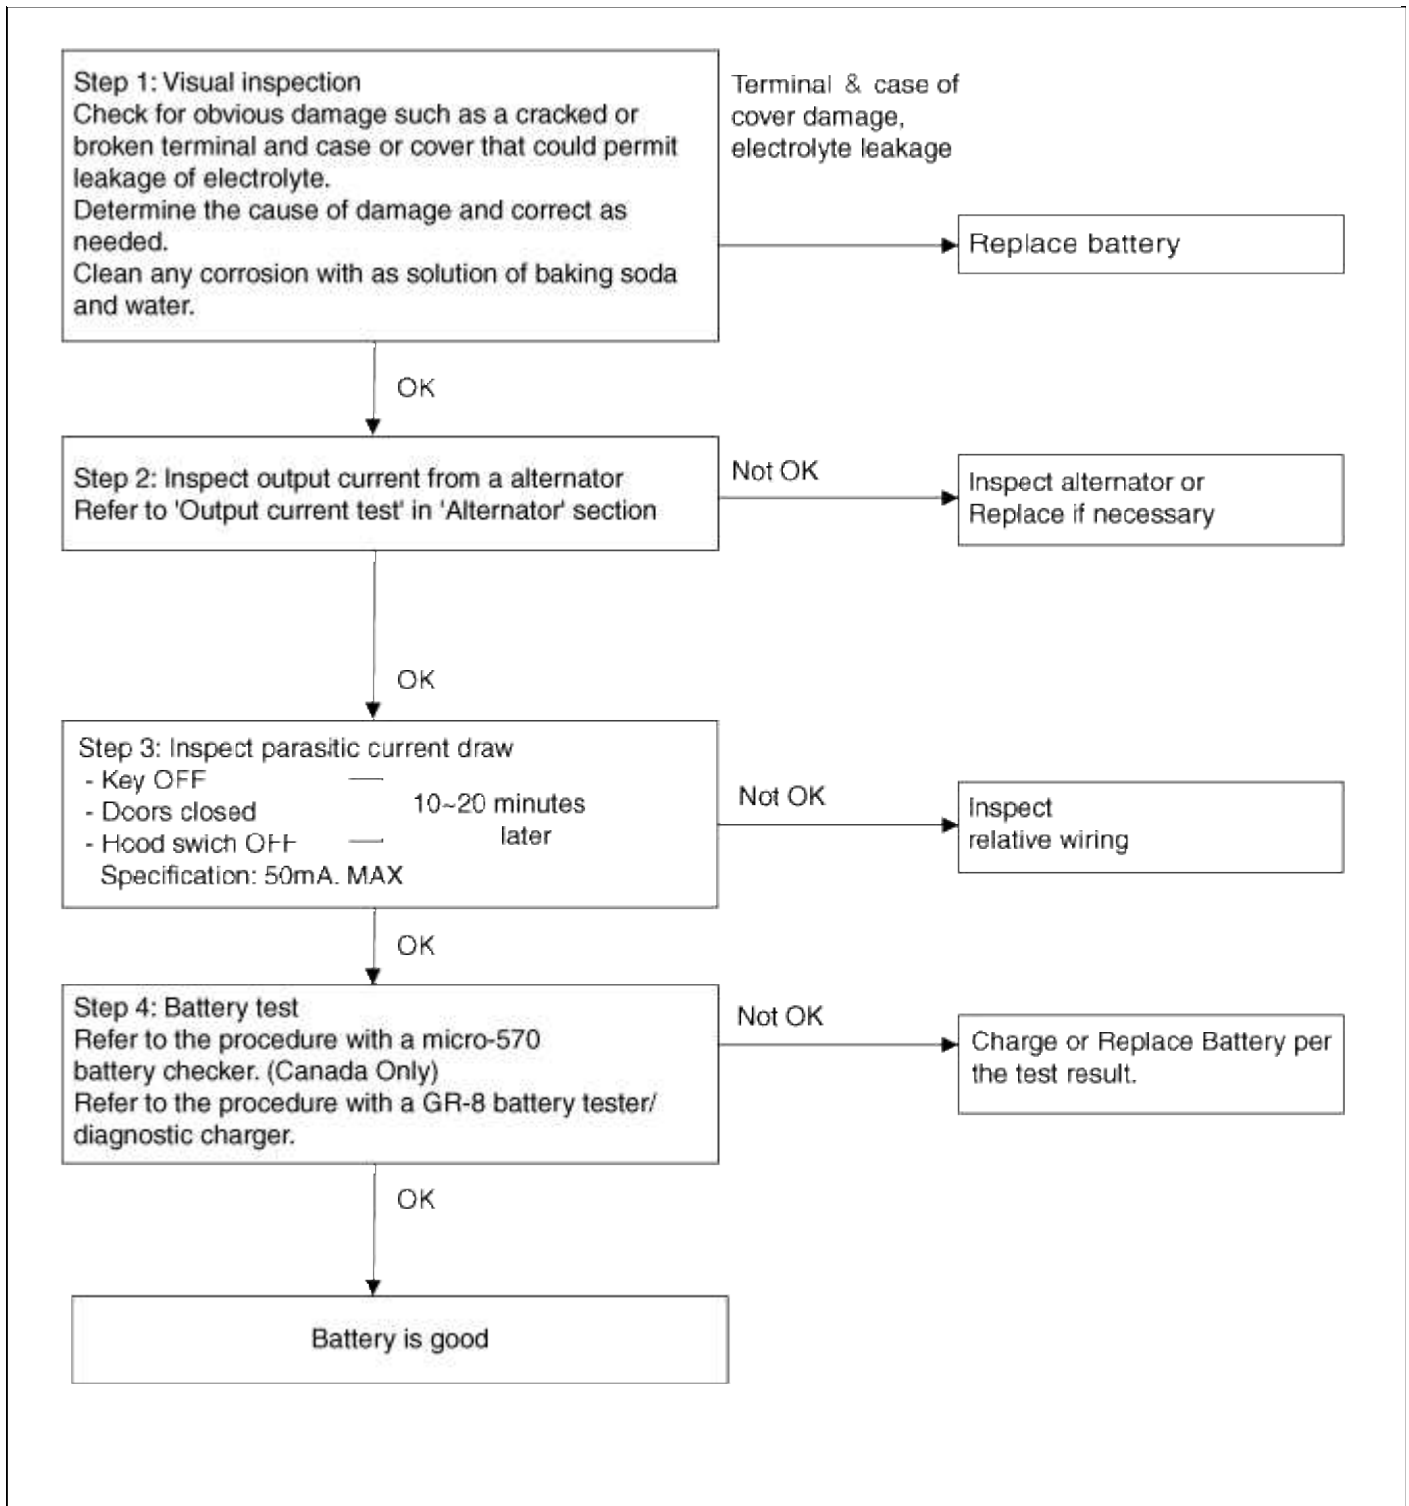 Step 1: Visual inspection
Check for obvious damage such as a cracked or
broken terminal and case or cover that could permit
leakage of electrolyte.
Determine the cause of damage and correct as
needed.
Clean any corrosion with as solution of baking soda
and water.
Terminal & case of
cover damage,
electrolyte leakage
Replace battery
OK
Step 2: Inspect output current from a alternator
Refer to 'Output current test' in 'Alternator' section
Not OK
Inspect alternator or
Replace if necessary
OK
Step 3: Inspect parasitic current draw
- Key OFF
- Doors closed
- Hood swich OFF
10~20 minutes
later
Specification: 50mA. MAX
Not OK
Inspect
relative wiring
OK
Step 4: Battery test
Refer to the procedure with a micro-570
battery checker. (Canada Only)
Refer to the procedure with a GR-8 battery tester/
diagnostic charger.
Not OK
Charge or Replace Battery per
the test result.
OK
Battery is good